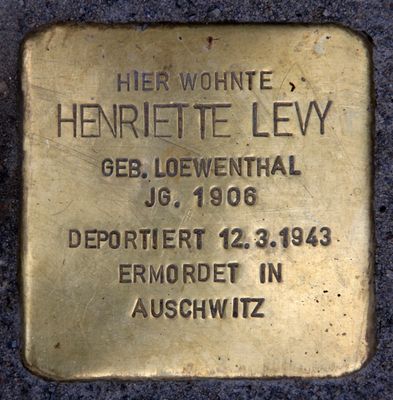 HIER WOHNTE
HENRIETTE LEVY
GEB. LOEWENTHAL
JG. 1906
DEPORTIERT 12.3.1943
ERMORDET IN
AUSCHWITZ